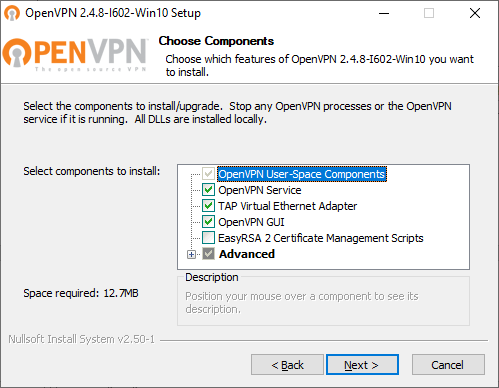 OpenVPN 2.4.8-I602-Win10 Setup
OPENVPN
The open source VPN
Choose Components
Choose which features of OpenVPN 2.4.8-I602-Win10 you want
to install.
Select the components to install/upgrade. Stop any OpenVPN processes or the OpenVPN
service if it is running. All DLLs are installed locally.
Select components to install:
OpenVPN User-Space Components
OpenVPN Service
TAP Virtual Ethernet Adapter
OpenVPN GUI
EasyRSA 2 Certificate Management Scripts
Advanced
Space required: 12.7MB
Description
Position your mouse over a component to see its
description.
Nullsoft Install System v2.50-1
< Back
Next >
Cancel